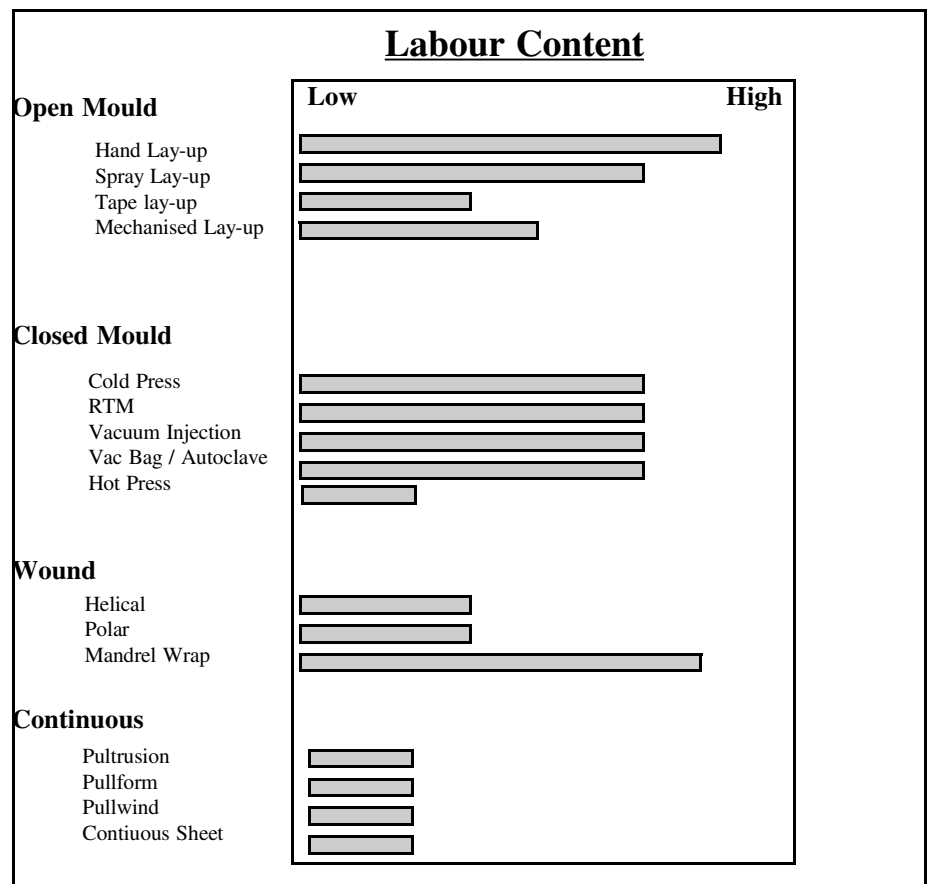 Labour Content
Low High
Open Mould
Hand Lay-up
Spray Lay-up
Tape lay-up
Mechanised Lay-up
Closed Mould
Cold Press
RTM
Vacuum Injection
Vac Bag / Autoclave
Hot Press
Wound
Helical
Polar
Mandrel Wrap
Continuous
Pultrusion
Pullform
Pullwind
Contiuous Sheet